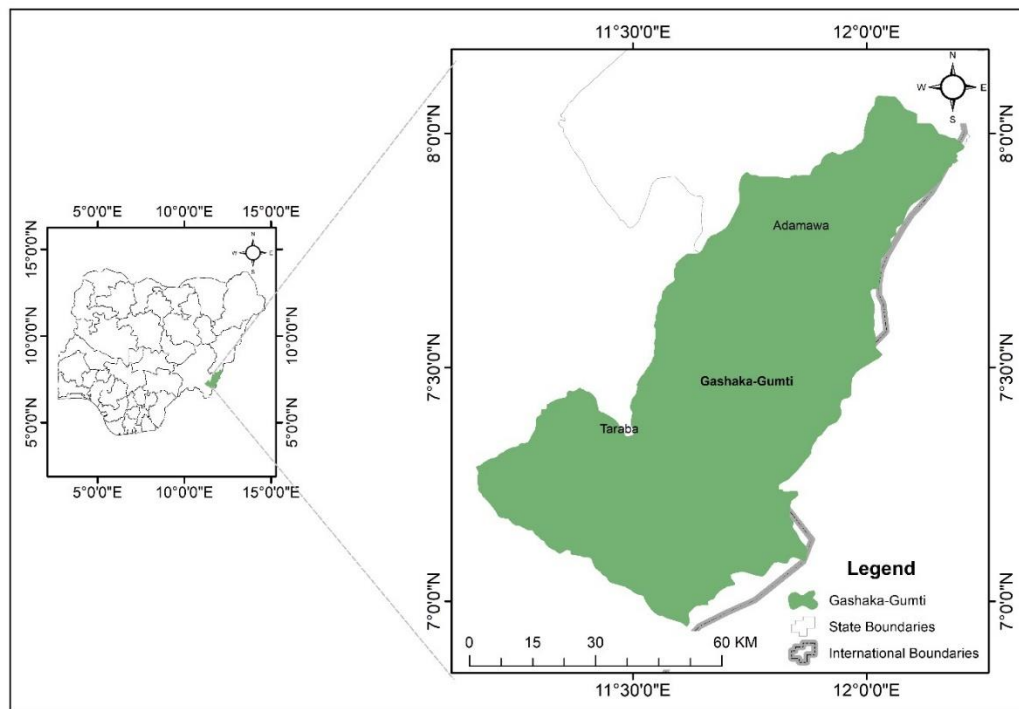 5°0'0"E 10°0'0"E 15°0'0"E
N
W E
S
15°0'0"N
10°0'0"N
5°0'0"N
15°0'0"N
10°0'0"N
5°0'0"N
5°0'0"E 10°0'0"E 15°0'0"E
11°30'0"E 12°0'0"E
N
W E
S
8°0'0"N
7°30'0"N
7°0'0"N
8°0'0"N
7°30'0"N
7°0'0"N
Adamawa
Gashaka-Gumti
Taraba
Legend
Gashaka-Gumti
State Boundaries
International Boundaries
0 15 30 60 KM
11°30'0"E 12°0'0"E